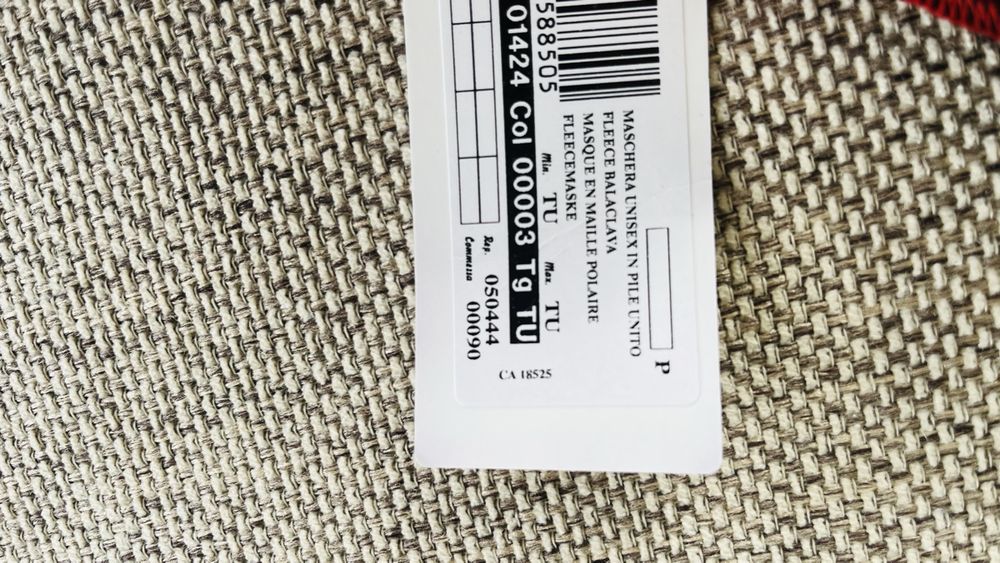 P
MASCHERA UNISEX IN PILE UNITO
FLEECE BALACLAVA
MASQUE EN MAILLE POLAIRE
FLEECEMASKE
588505
Min. TU Max TU
01424 Col 00003 Tg TU
Rep. 050444
Commessa 00090
CA 18525